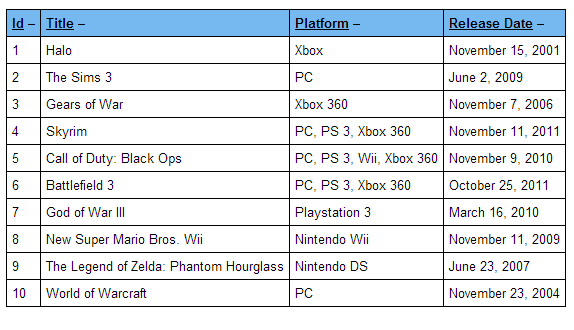 Id – Title – Platform – Release Date –
1 Halo Xbox November 15, 2001
2 The Sims 3 PC June 2, 2009
3 Gears of War Xbox 360 November 7, 2006
4 Skyrim PC, PS 3, Xbox 360 November 11, 2011
5 Call of Duty: Black Ops PC, PS 3, Wii, Xbox 360 November 9, 2010
6 Battlefield 3 PC, PS 3, Xbox 360 October 25, 2011
7 God of War III Playstation 3 March 16, 2010
8 New Super Mario Bros. Wii Nintendo Wii November 11, 2009
9 The Legend of Zelda: Phantom Hourglass Nintendo DS June 23, 2007
10 World of Warcraft PC November 23, 2004